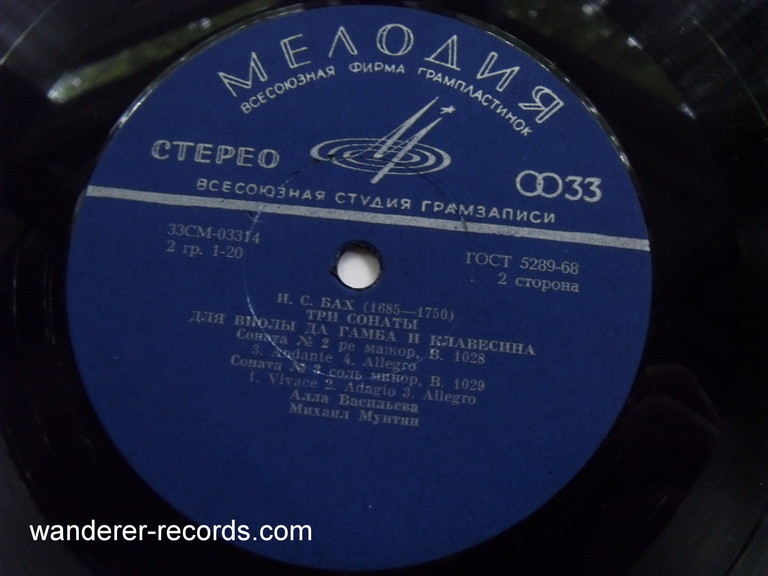 МЕЛОДИЯ
ВСЕСОЮЗНАЯ ФИРМА ГРАМПЛАСТИНОК
СТЕРЕО
33
ВСЕСОЮЗНАЯ СТУДИЯ ГРАМЗАПИСИ
33СМ-03314
2 гр. 1-20
ГОСТ 5289-68
2 сторона
И. С. БАХ (1685—1750)
ТРИ СОНАТЫ
ДЛЯ ВИОЛЫ ДА ГАМБА И КЛАВЕСИНА
Соната № 2 ре мажор, В. 1028
3. Andante 4. Allegro
Соната № 3 соль минор, В. 1029
1. Vivace 2. Adagio 3. Allegro
Алла Васильева
Михаил Мунтян
wanderer-records.com